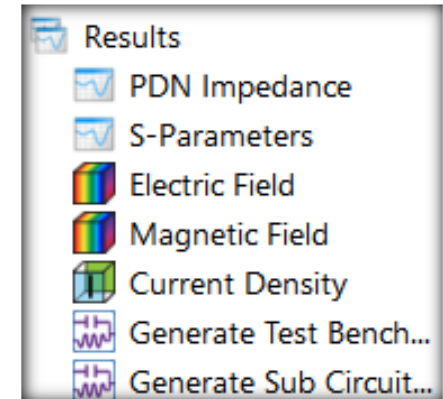 Results
PDN Impedance
S-Parameters
Electric Field
Magnetic Field
Current Density
Generate Test Bench...
Generate Sub Circuit...